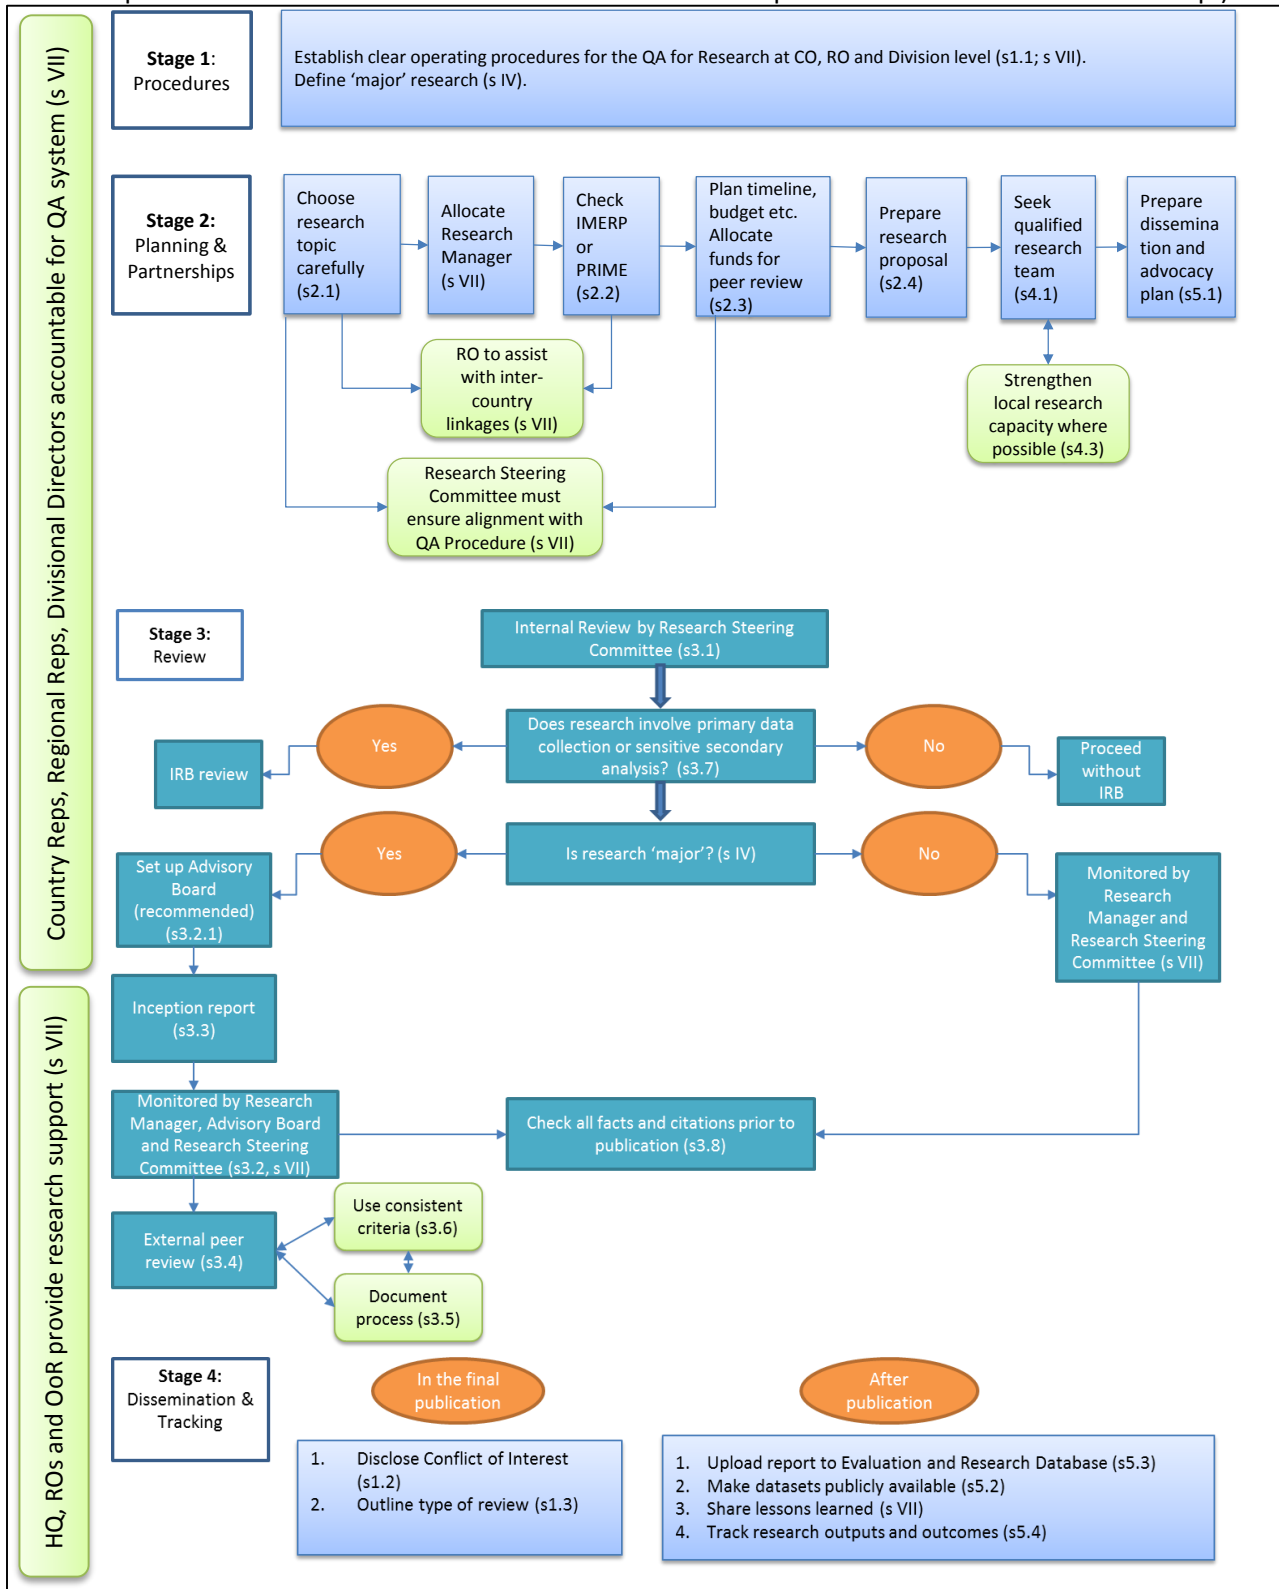 Country Reps, Regional Reps, Divisional Directors accountable for QA system (s VII)
HQ, ROs and OoR provide research support (s VII)
Stage 1:
Procedures
Establish clear operating procedures for the QA for Research at CO, RO and Division level (s1.1; s VII).
Define ‘major’ research (s IV).
Stage 2:
Planning &
Partnerships
Choose
research
topic
carefully
(s2.1)
Allocate
Research
Manager
(s VII)
Check
IMERP
or
PRIME
(s2.2)
Plan timeline,
budget etc.
Allocate
funds for
peer review
(s2.3)
Prepare
research
proposal
(s2.4)
Seek
qualified
research
team
(s4.1)
Prepare
dissemina
tion and
advocacy
plan (s5.1)
RO to assist
with inter-
country
linkages (s VII)
Strengthen
local research
capacity where
possible (s4.3)
Research Steering
Committee must
ensure alignment with
QA Procedure (s VII)
Stage 3:
Review
Internal Review by Research Steering
Committee (s3.1)
Does research involve primary data
collection or sensitive secondary
analysis? (s3.7)
Yes
No
IRB review
Proceed
without
IRB
Is research ‘major’? (s IV)
Yes
No
Set up Advisory
Board
(recommended)
(s3.2.1)
Monitored by
Research
Manager and
Research Steering
Committee (s VII)
Inception report
(s3.3)
Monitored by Research
Manager, Advisory Board
and Research Steering
Committee (s3.2, s VII)
Check all facts and citations prior to
publication (s3.8)
External peer
review (s3.4)
Use consistent
criteria (s3.6)
Document
process (s3.5)
Stage 4:
Dissemination &
Tracking
In the final
publication
After
publication
1. Disclose Conflict of Interest
(s1.2)
2. Outline type of review (s1.3)
1. Upload report to Evaluation and Research Database (s5.3)
2. Make datasets publicly available (s5.2)
3. Share lessons learned (s VII)
4. Track research outputs and outcomes (s5.4)